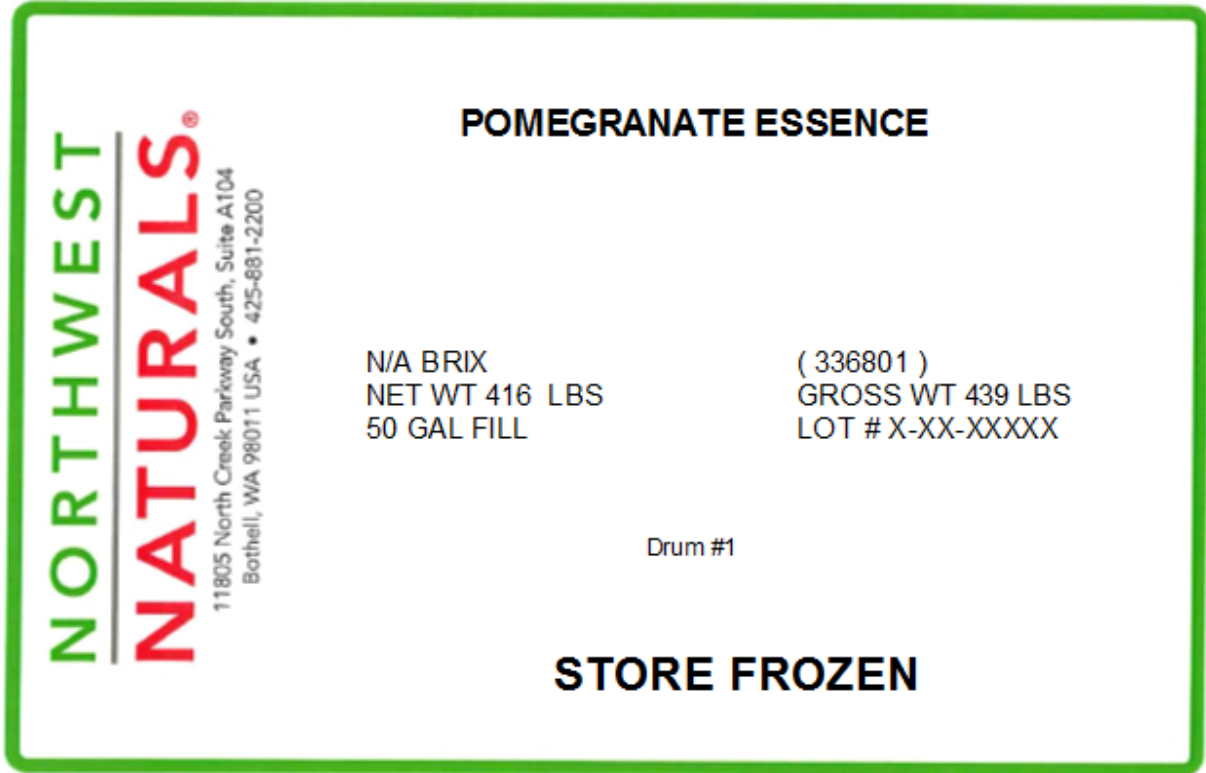 NORTHWEST
NATURALS®
11805 North Creek Parkway South, Suite A104
Bothell, WA 98011 USA • 425-881-2200
POMEGRANATE ESSENCE
N/A BRIX ( 336801 )
NET WT 416 LBS GROSS WT 439 LBS
50 GAL FILL LOT # X-XX-XXXXX
Drum #1
STORE FROZEN